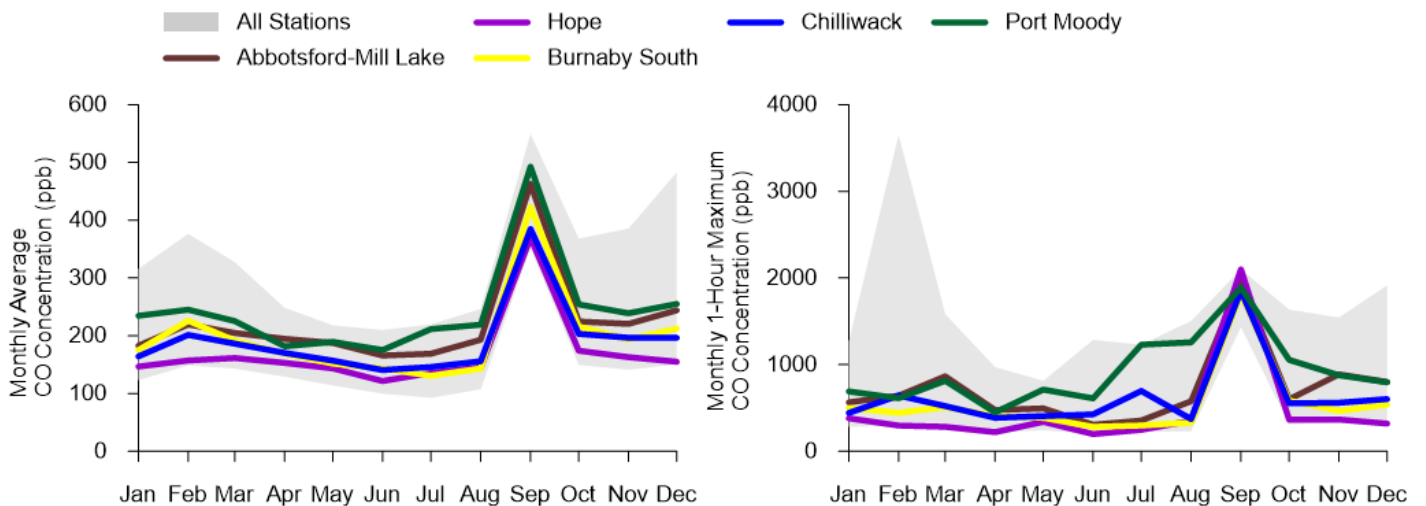 All Stations Hope Chilliwack Port Moody
Abbotsford-Mill Lake Burnaby South
Monthly Average
CO Concentration (ppb)
600
500
400
300
200
100
0
Jan Feb Mar Apr May Jun Jul Aug Sep Oct Nov Dec
Monthly 1-Hour Maximum
CO Concentration (ppb)
4000
3000
2000
1000
0
Jan Feb Mar Apr May Jun Jul Aug Sep Oct Nov Dec